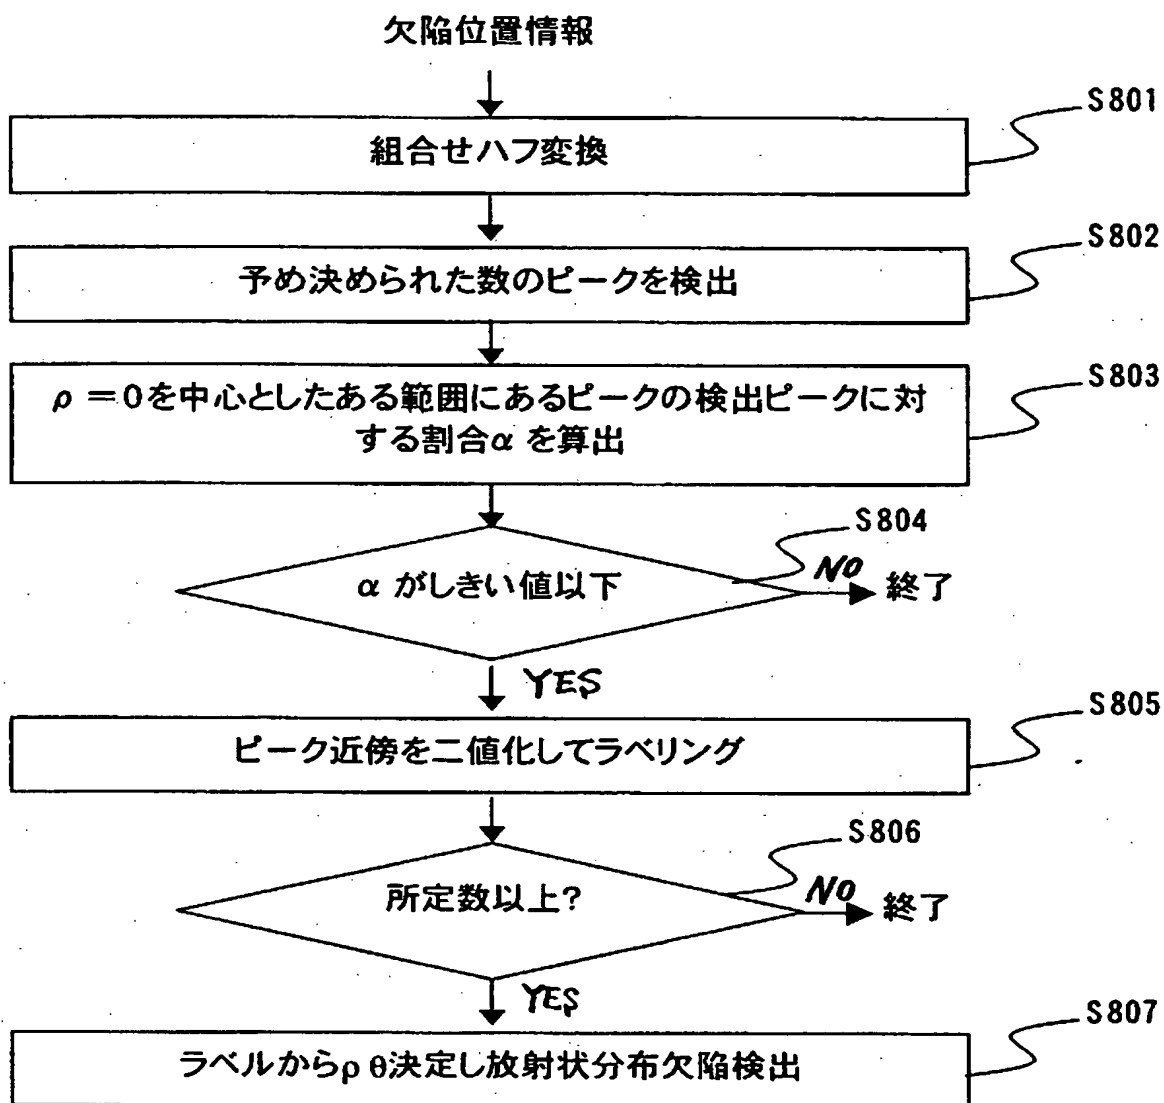 欠陥位置情報
S801
組合せハフ変換
S802
予め決められた数のピークを検出
S803
ρ=0を中心としたある範囲にあるピークの検出ピークに対
する割合α を算出
S804
α がしきい値以下
NO
終了
YES
S805
ピーク近傍を二値化してラベリング
S806
所定数以上?
NO
終了
YES
S807
ラベルからρ θ決定し放射状分布欠陥検出